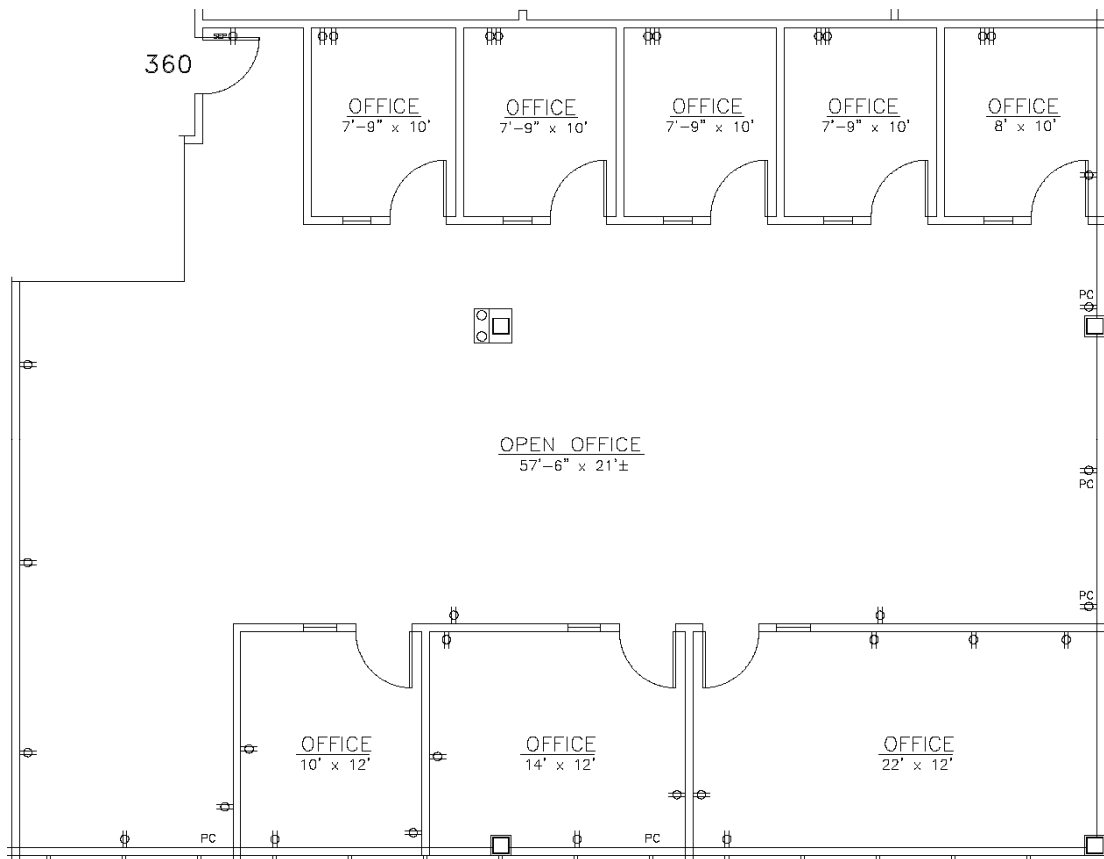 360
OFFICE
7'-9" x 10'
OFFICE
7'-9" x 10'
OFFICE
7'-9" x 10'
OFFICE
7'-9" x 10'
OFFICE
8' x 10'
PC
OPEN OFFICE
57'-6" x 21'±
PC
PC
OFFICE
10' x 12'
OFFICE
14' x 12'
OFFICE
22' x 12'
PC
PC